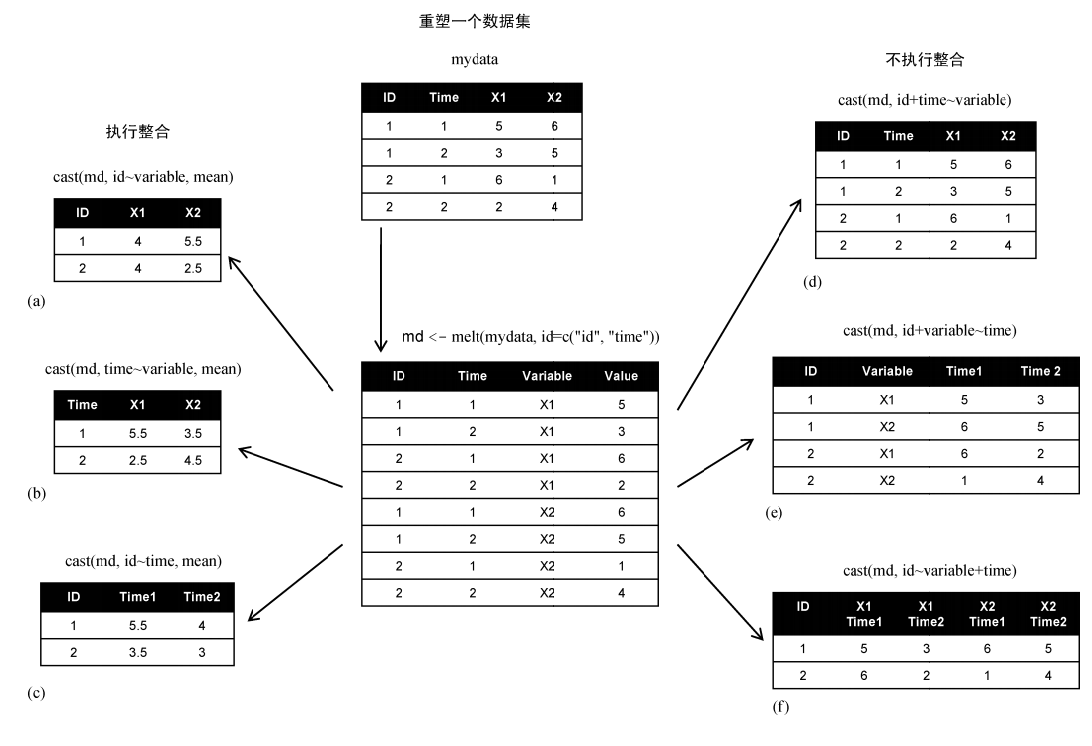 重塑一个数据集
mydata
ID Time X1 X2
1 1 5 6
1 2 3 5
2 1 6 1
2 2 2 4
执行整合
cast(md, id~variable, mean)
ID X1 X2
1 4 5.5
2 4 2.5
(a)
cast(md, time~variable, mean)
Time X1 X2
1 5.5 3.5
2 2.5 4.5
(b)
cast(md, id~time, mean)
ID Time1 Time2
1 5.5 4
2 3.5 3
(c)
md <- melt(mydata, id=c("id", "time"))
ID Time Variable Value
1 1 X1 5
1 2 X1 3
2 1 X1 6
2 2 X1 2
1 1 X2 6
1 2 X2 5
2 1 X2 1
2 2 X2 4
不执行整合
cast(md, id+time~variable)
ID Time X1 X2
1 1 5 6
1 2 3 5
2 1 6 1
2 2 2 4
(d)
cast(md, id+variable~time)
ID Variable Time1 Time 2
1 X1 5 3
1 X2 6 5
2 X1 6 2
2 X2 1 4
(e)
cast(md, id~variable+time)
ID X1 X1 X2 X2
Time1 Time2 Time1 Time2
1 5 3 6 5
2 6 2 1 4
(f)